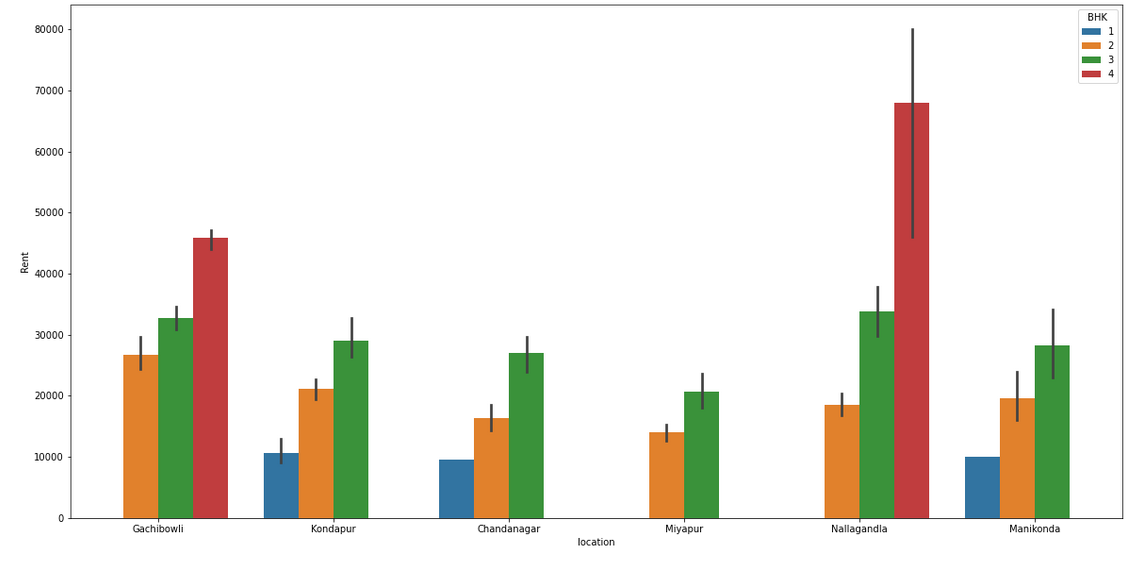 BHK
1
2
3
4
80000
70000
60000
50000
40000
30000
20000
10000
0
Rent
Gachibowli
Kondapur
Chandanagar
Miyapur
Nallagandla
Manikonda
location